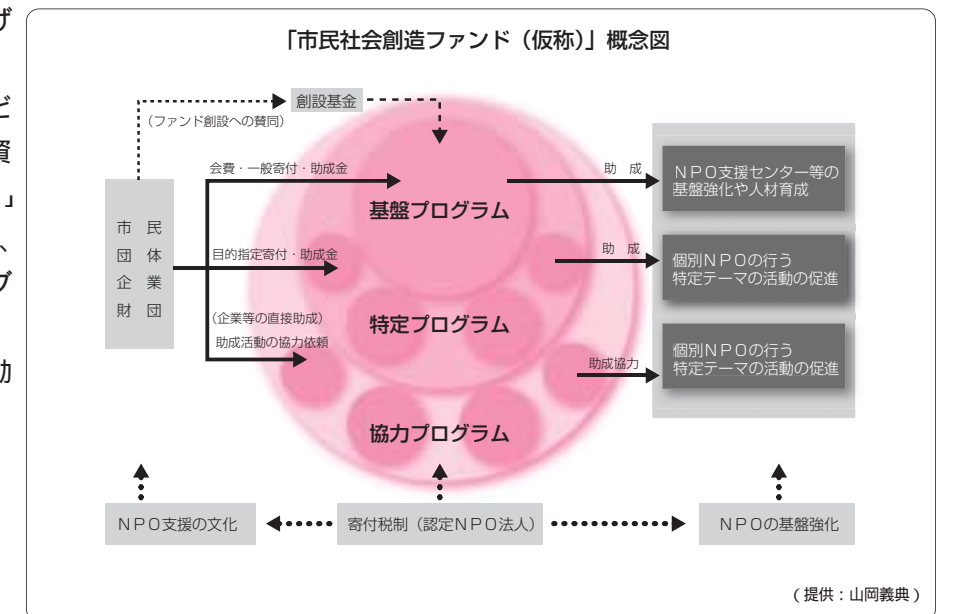 げ
ビ
資
」
、
ブ
動
「市民社会創造ファンド（仮称）」概念図
創設基金
（ファンド創設への賛同）
会費・一般寄付・助成金
助　成
NPO支援センター等の
基盤強化や人材育成
基盤プログラム
市　民
団　体
企　業
財　団
目的指定寄付・助成金
助　成
個別NPOの行う
特定テーマの活動の促進
（企業等の直接助成）
助成活動の協力依頼
特定プログラム
助成協力
個別NPOの行う
特定テーマの活動の促進
協力プログラム
NPO支援の文化
寄付税制（認定NPO法人）
NPOの基盤強化
（提供：山岡義典）